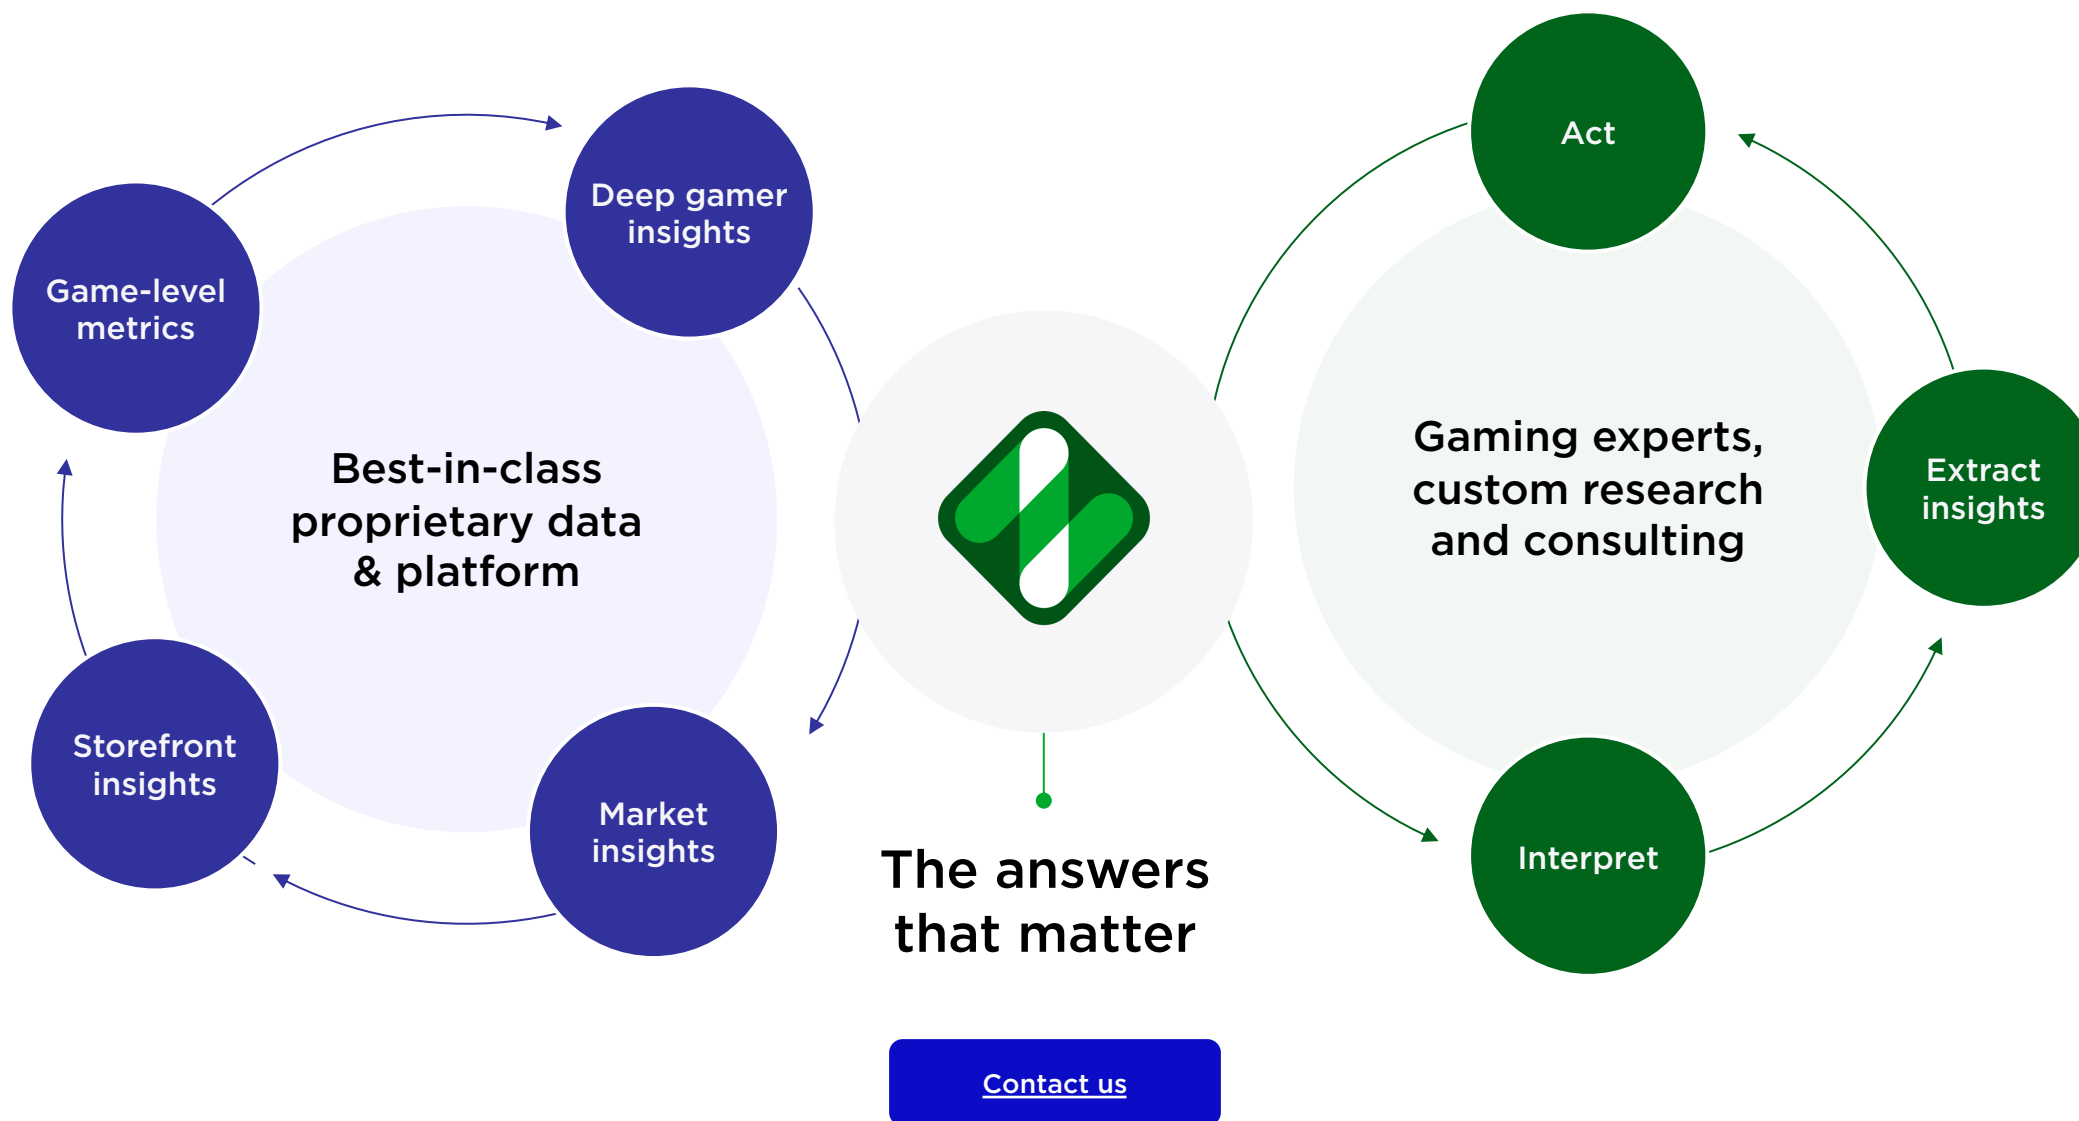 Act
Deep gamer
insights
Game-level
metrics
Best-in-class
proprietary data
& platform
Gaming experts,
custom research
and consulting
Extract
insights
Storefront
insights
Market
insights
Interpret
The answers
that matter
Contact us